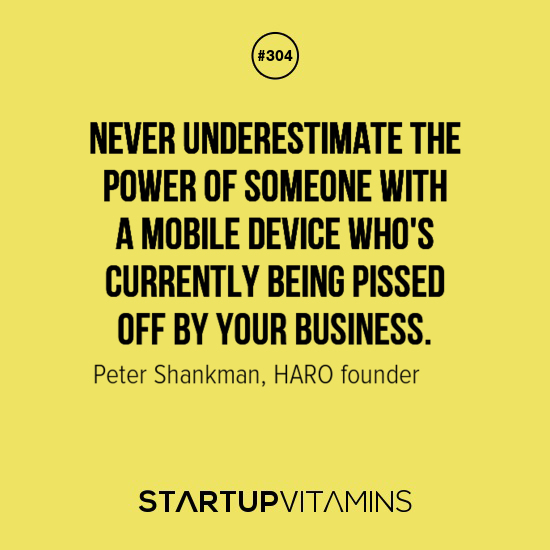 #304
NEVER UNDERESTIMATE THE
POWER OF SOMEONE WITH
A MOBILE DEVICE WHO'S
CURRENTLY BEING PISSED
OFF BY YOUR BUSINESS.
Peter Shankman, HARO founder
STARTUPVITAMINS